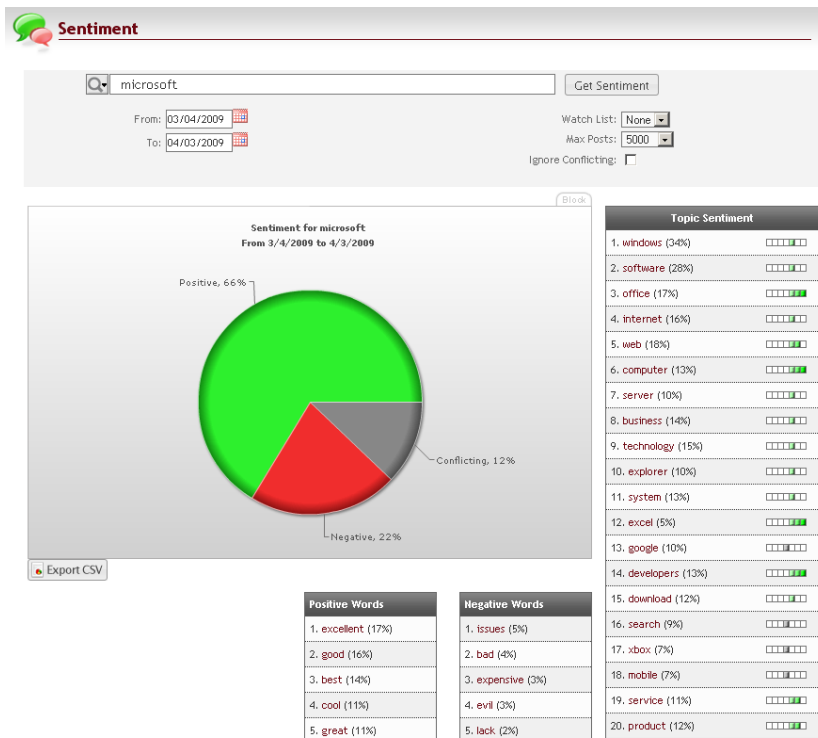 Sentiment
microsoft
Get Sentiment
From: 03/04/2009
To: 04/03/2009
Watch List: None
Max Posts: 5000
Ignore Conflicting:
Block
Sentiment for microsoft
From 3/4/2009 to 4/3/2009
Positive, 66%
Conflicting, 12%
Negative, 22%
Export CSV
Positive Words
1. excellent (17%)
2. good (16%)
3. best (14%)
4. cool (11%)
5. great (11%)
Negative Words
1. issues (5%)
2. bad (4%)
3. expensive (3%)
4. evil (3%)
5. lack (2%)
Topic Sentiment
1. windows (34%)
2. software (28%)
3. office (17%)
4. internet (16%)
5. web (18%)
6. computer (13%)
7. server (10%)
8. business (14%)
9. technology (15%)
10. explorer (10%)
11. system (13%)
12. excel (5%)
13. google (10%)
14. developers (13%)
15. download (12%)
16. search (9%)
17. xbox (7%)
18. mobile (7%)
19. service (11%)
20. product (12%)